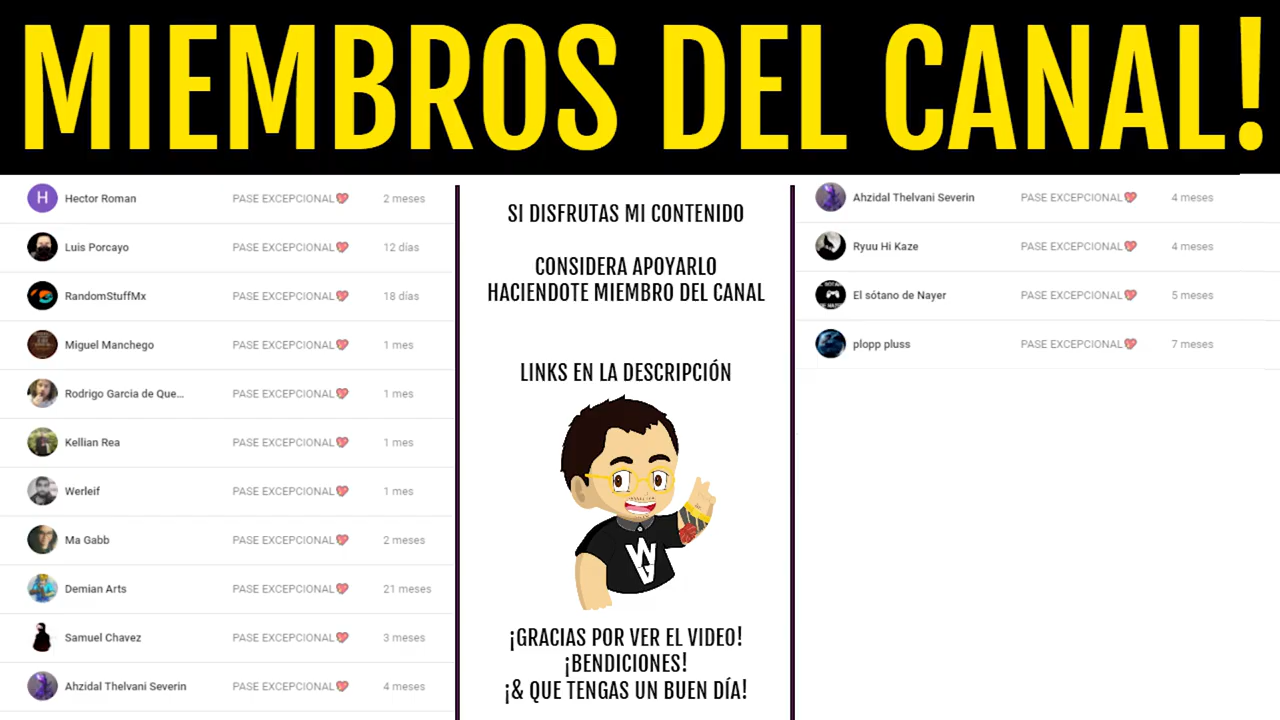 MIEMBROS DEL CANAL!
H Hector Roman PASE EXCEPCIONAL 2 meses
Luis Porcayo PASE EXCEPCIONAL 12 días
RandomStuffMx PASE EXCEPCIONAL 18 días
Miguel Manchego PASE EXCEPCIONAL 1 mes
Rodrigo Garcia de Que... PASE EXCEPCIONAL 1 mes
Kellian Rea PASE EXCEPCIONAL 1 mes
Werleif PASE EXCEPCIONAL 1 mes
Ma Gabb PASE EXCEPCIONAL 2 meses
Demian Arts PASE EXCEPCIONAL 21 meses
Samuel Chavez PASE EXCEPCIONAL 3 meses
Ahzidal Thelvani Severin PASE EXCEPCIONAL 4 meses
SI DISFRUTAS MI CONTENIDO
CONSIDERA APOYARLO
HACIENDOTE MIEMBRO DEL CANAL
LINKS EN LA DESCRIPCIÓN
¡GRACIAS POR VER EL VIDEO!
¡BENDICIONES!
¡& QUE TENGAS UN BUEN DÍA!
Ahzidal Thelvani Severin PASE EXCEPCIONAL 4 meses
Ryuu Hi Kaze PASE EXCEPCIONAL 4 meses
El sótano de Nayer PASE EXCEPCIONAL 5 meses
plopp pluss PASE EXCEPCIONAL 7 meses